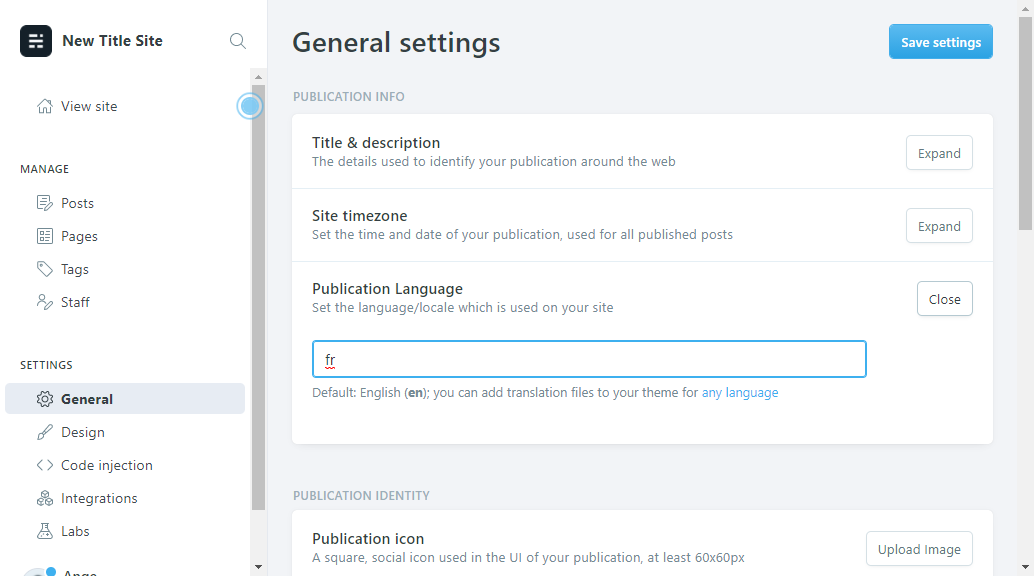 New Title Site
View site
MANAGE
Posts
Pages
Tags
Staff
SETTINGS
General
Design
Code injection
Integrations
Labs
Ange
General settings
Save settings
PUBLICATION INFO
Title & description
The details used to identify your publication around the web
Expand
Site timezone
Set the time and date of your publication, used for all published posts
Expand
Publication Language
Set the language/locale which is used on your site
Close
fr
Default: English (en); you can add translation files to your theme for any language
PUBLICATION IDENTITY
Publication icon
A square, social icon used in the UI of your publication, at least 60x60px
Upload Image